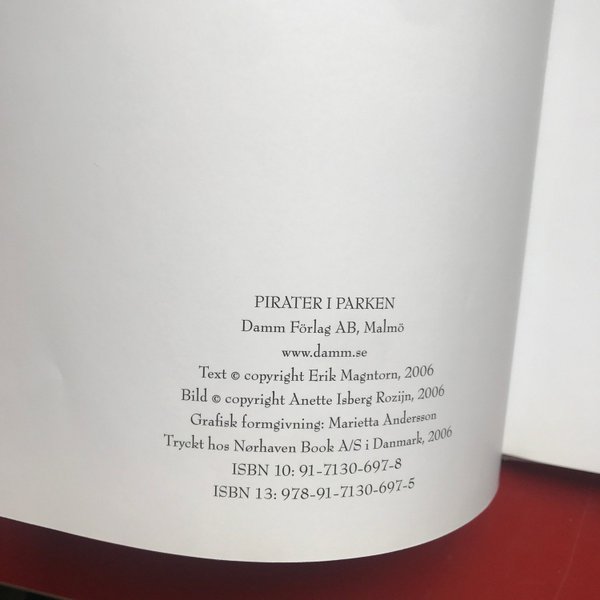 PIRATER I PARKEN
Damm Förlag AB, Malmö
www.damm.se
Text © copyright Erik Magntorn, 2006
Bild © copyright Anette Isberg Rozijn, 2006
Grafisk formgivning: Marietta Andersson
Tryckt hos Nørhaven Book A/S i Danmark, 2006
ISBN 10: 91-7130-697-8
ISBN 13: 978-91-7130-697-5